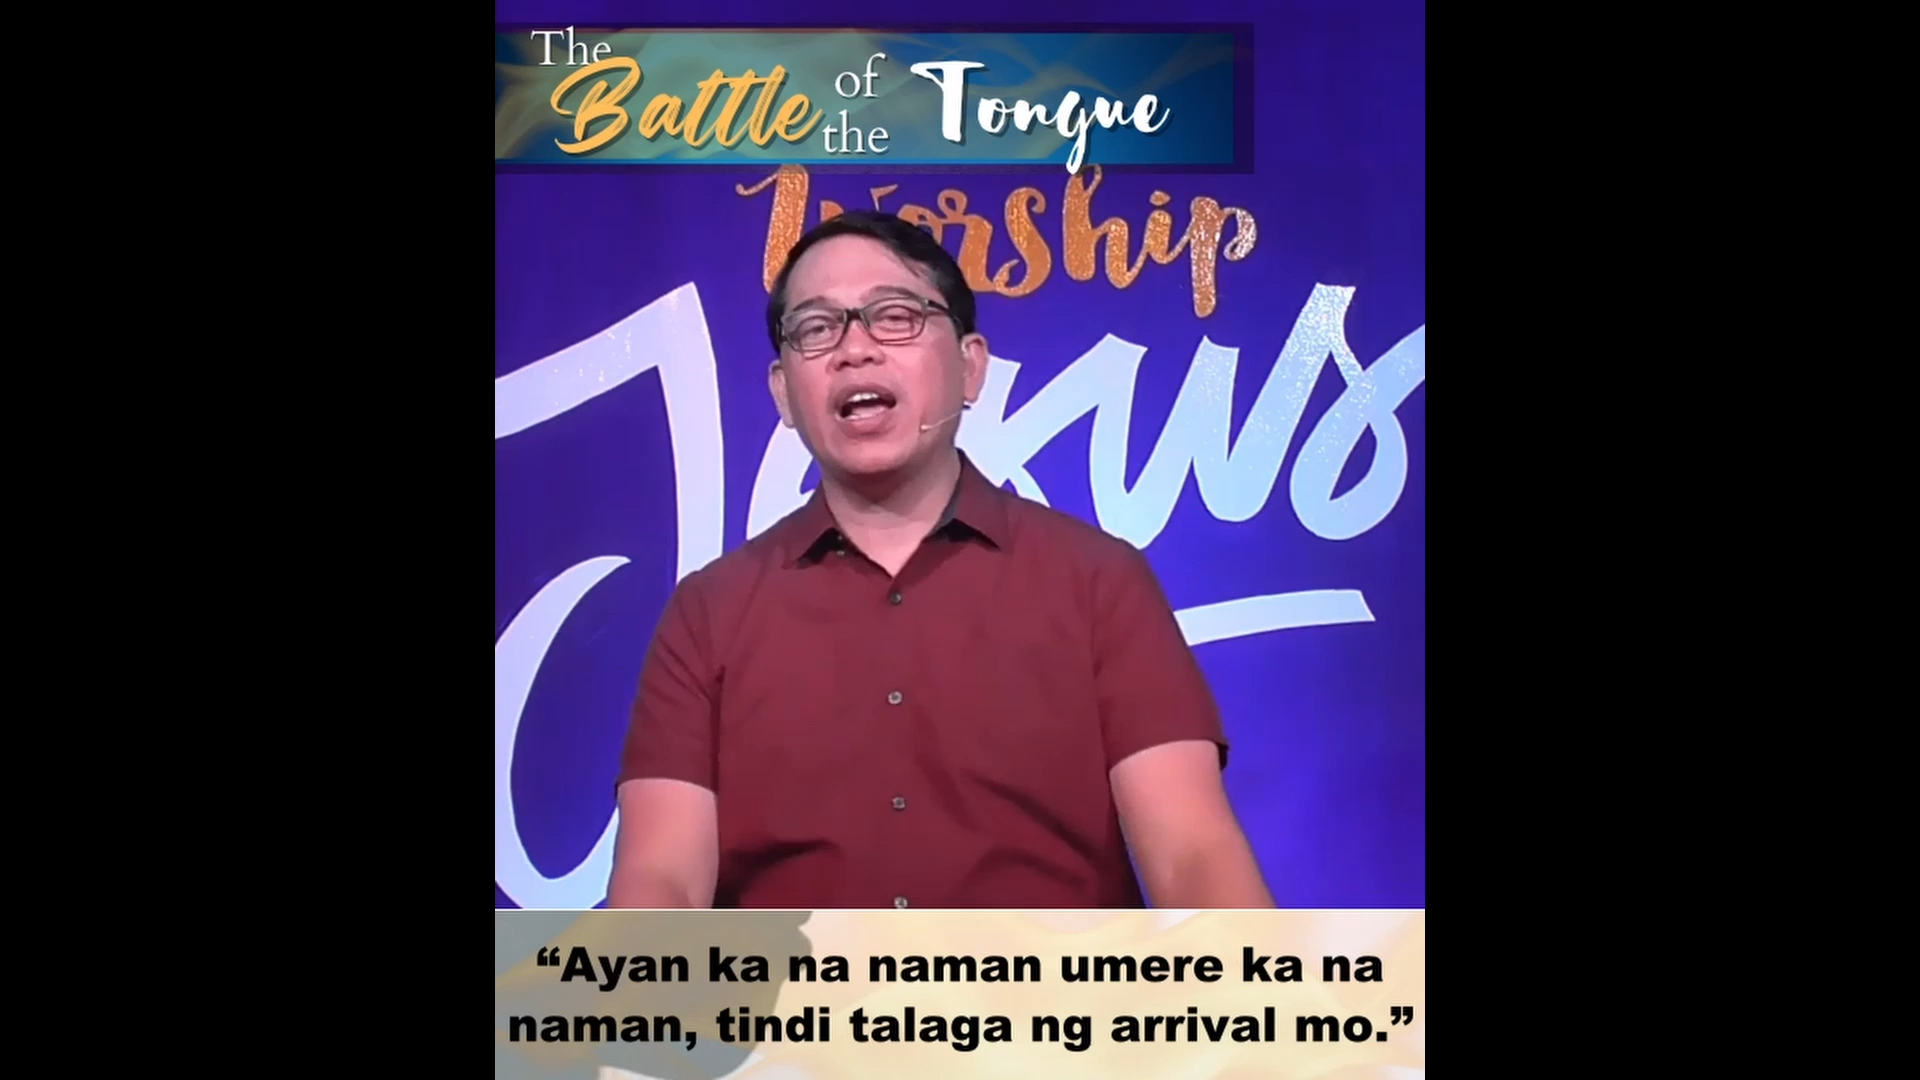 The
Battle of the Tongue
Worship
Jesus
“Ayan ka na naman umere ka na
naman, tindi talaga ng arrival mo.”